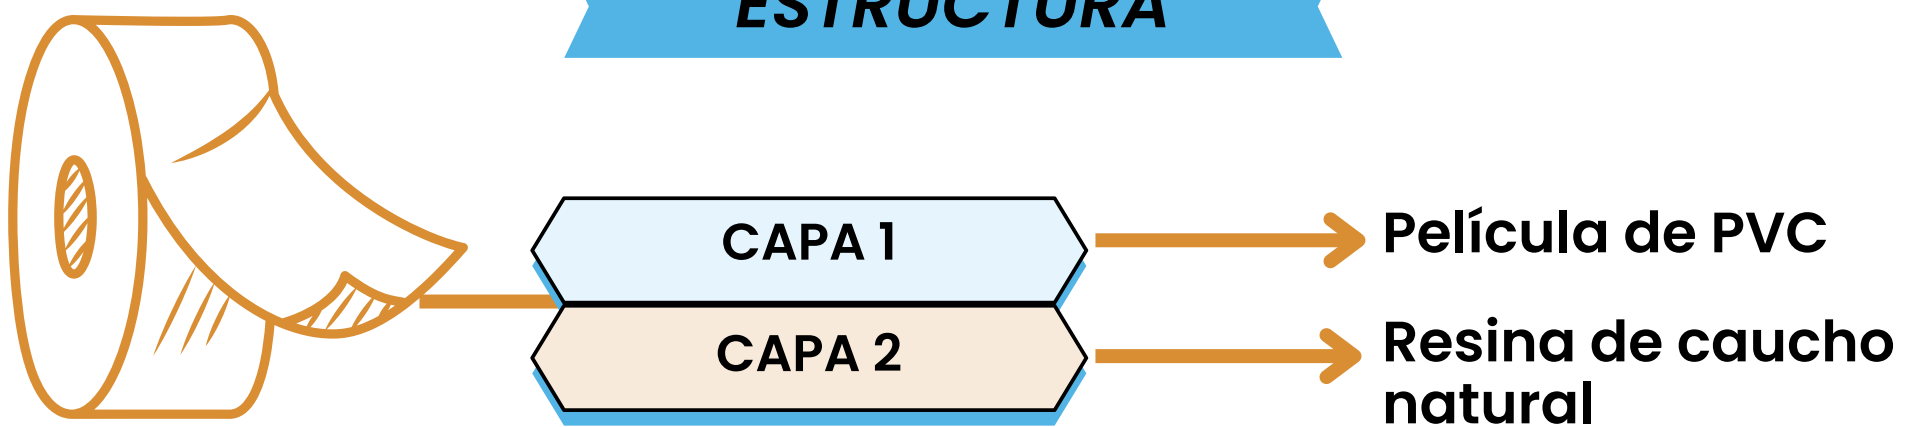 ESTRUCTURA
CAPA 1
Película de PVC
CAPA 2
Resina de caucho
natural